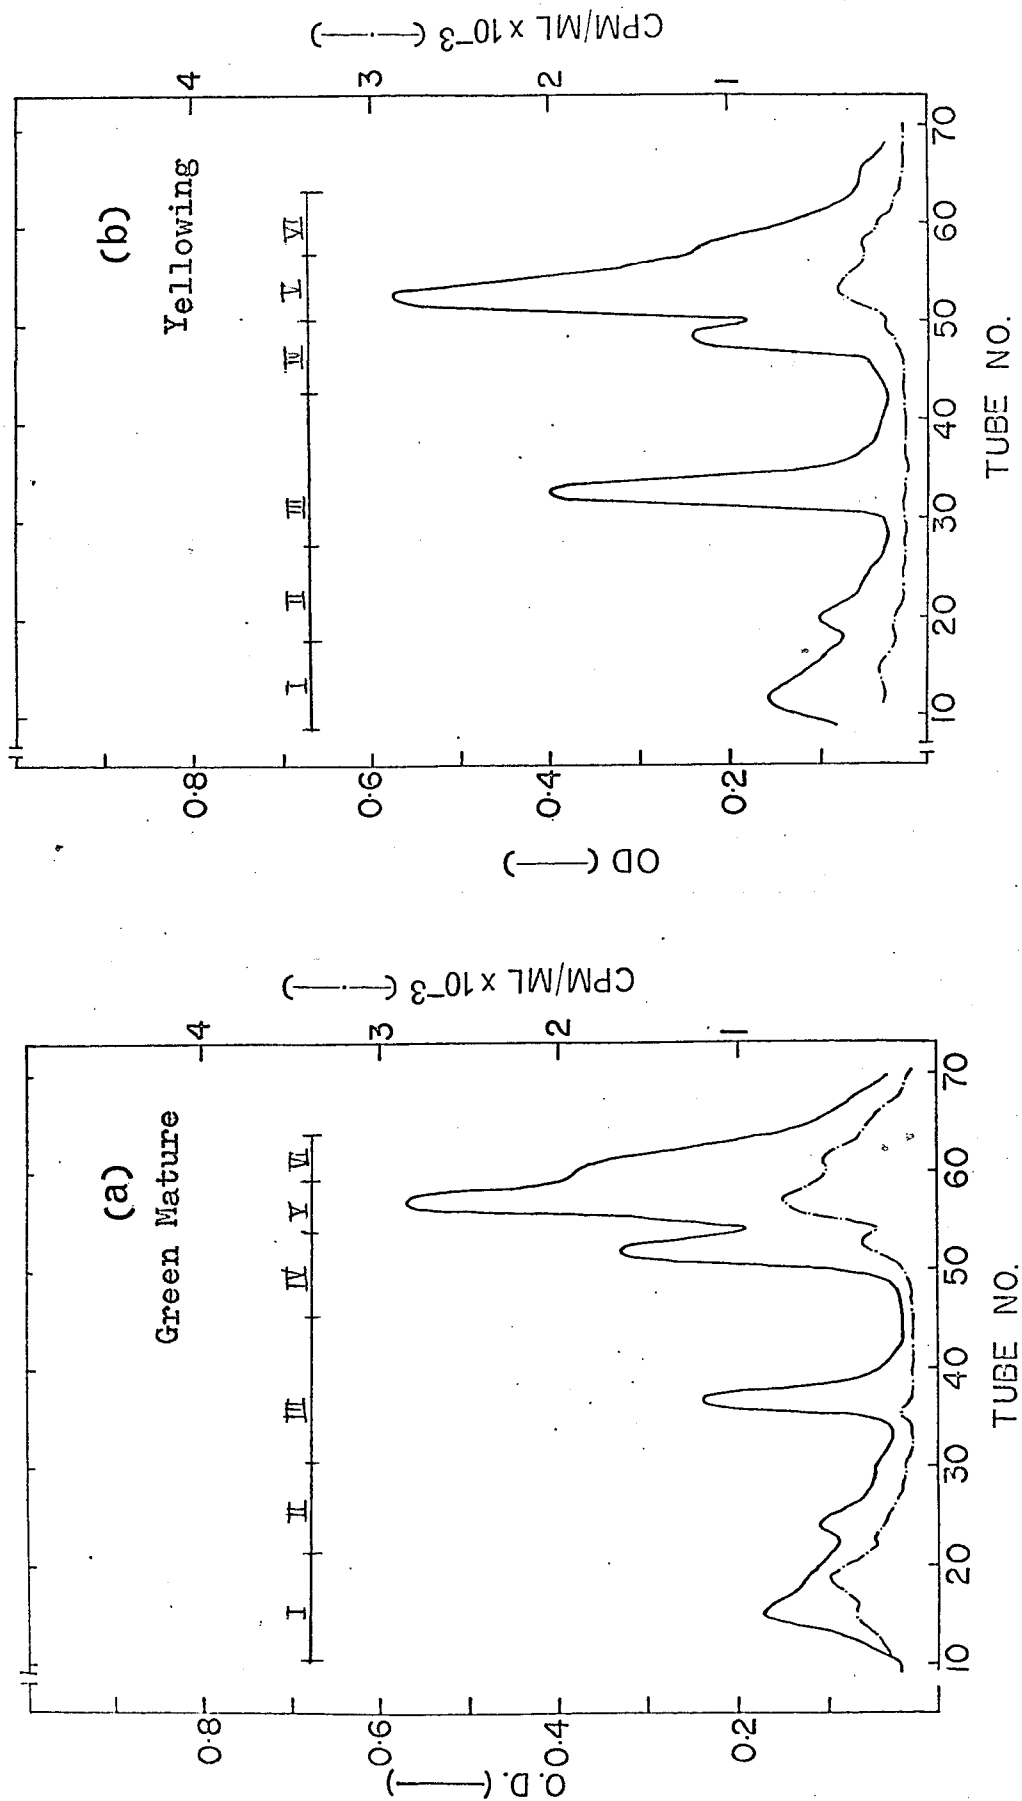 (a)
Green Mature
I II III IV V VI
O.D. (——)
0·8
0·6
0·4
0·2
CPM/ML x 10⁻³ (—·—)
4
3
2
1
10 20 30 40 50 60 70
TUBE NO.
(b)
Yellowing
I II III IV V VI
OD (——)
0·8
0·6
0·4
0·2
CPM/ML x 10⁻³ (—·—)
4
3
2
1
10 20 30 40 50 60 70
TUBE NO.